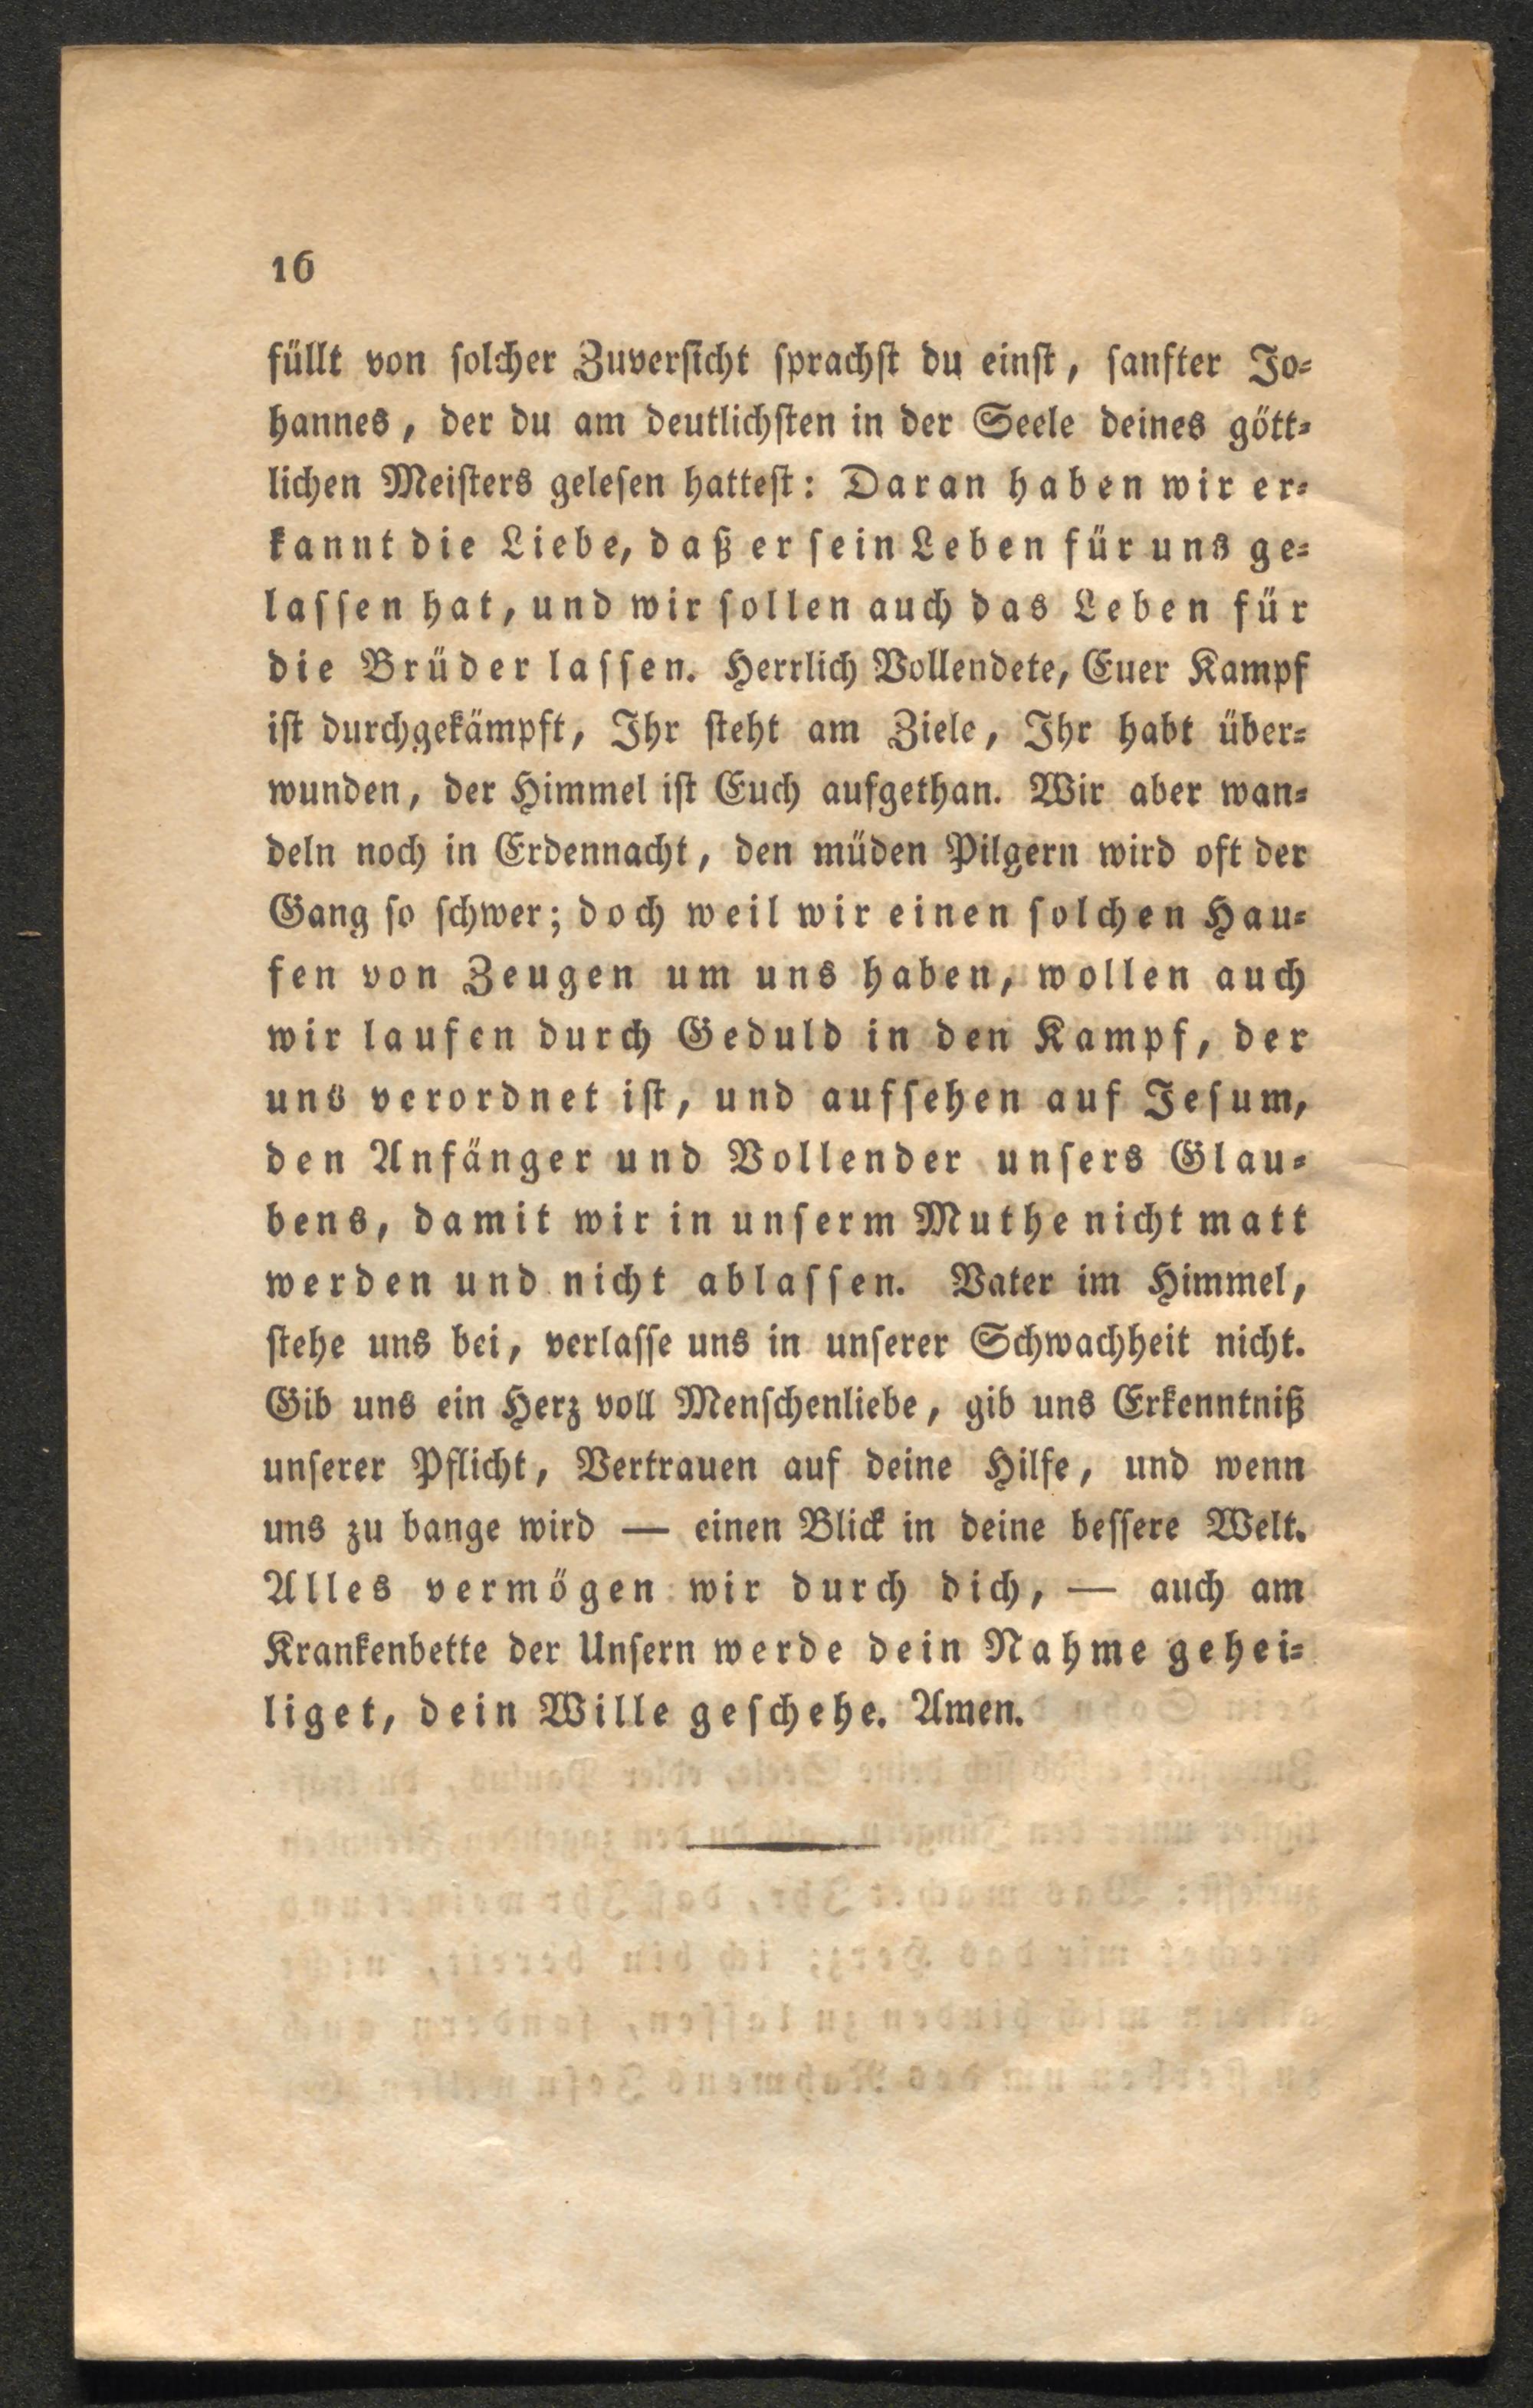 16
füllt von solcher Zuversicht sprachst du einst, sanfter Jo-
hannes, der du am deutlichsten in der Seele deines gött-
lichen Meisters gelesen hattest: Daran haben wir er-
kannt die Liebe, daß er sein Leben für uns ge-
lassen hat, und wir sollen auch das Leben für
die Brüder lassen. Herrlich Vollendete, Euer Kampf
ist durchgekämpft, Ihr steht am Ziele, Ihr habt über-
wunden, der Himmel ist Euch aufgethan. Wir aber wan-
deln noch in Erdennacht, den müden Pilgern wird oft der
Gang so schwer; doch weil wir einen solchen Hau-
fen von Zeugen um uns haben, wollen auch
wir laufen durch Geduld in den Kampf, der
uns verordnet ist, und aufsehen auf Jesum,
den Anfänger und Vollender unsers Glau-
bens, damit wir in unserm Muthe nicht matt
werden und nicht ablassen. Vater im Himmel,
stehe uns bei, verlasse uns in unserer Schwachheit nicht.
Gib uns ein Herz voll Menschenliebe, gib uns Erkenntniß
unserer Pflicht, Vertrauen auf deine Hilfe, und wenn
uns zu bange wird — einen Blick in deine bessere Welt.
Alles vermögen wir durch dich, — auch am
Krankenbette der Unsern werde dein Nahme gehei-
liget, dein Wille geschehe. Amen.